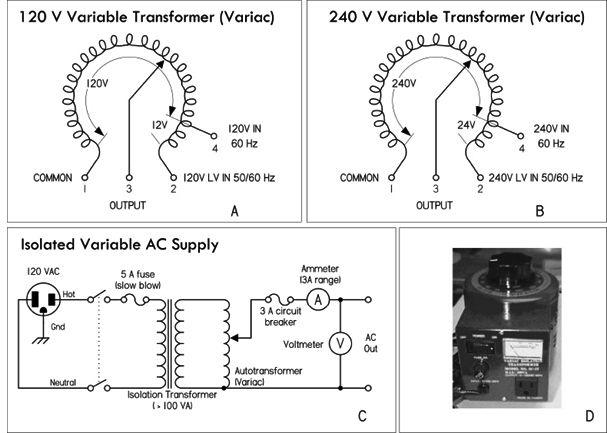 120 V Variable Transformer (Variac)
120V
12V
120V IN
60 Hz
4
COMMON
1
3
2
120V LV IN 50/60 Hz
OUTPUT
A
240 V Variable Transformer (Variac)
240V
24V
240V IN
60 Hz
4
COMMON
1
3
2
240V LV IN 50/60 Hz
OUTPUT
B
Isolated Variable AC Supply
120 VAC
Hot
Gnd
Neutral
5 A fuse
(slow blow)
Isolation Transformer
(> 100 VA)
Ammeter
(3A range)
A
3 A circuit
breaker
Voltmeter
V
AC
Out
Autotransformer
(Variac)
C
POWER
TRANSFORMER
D